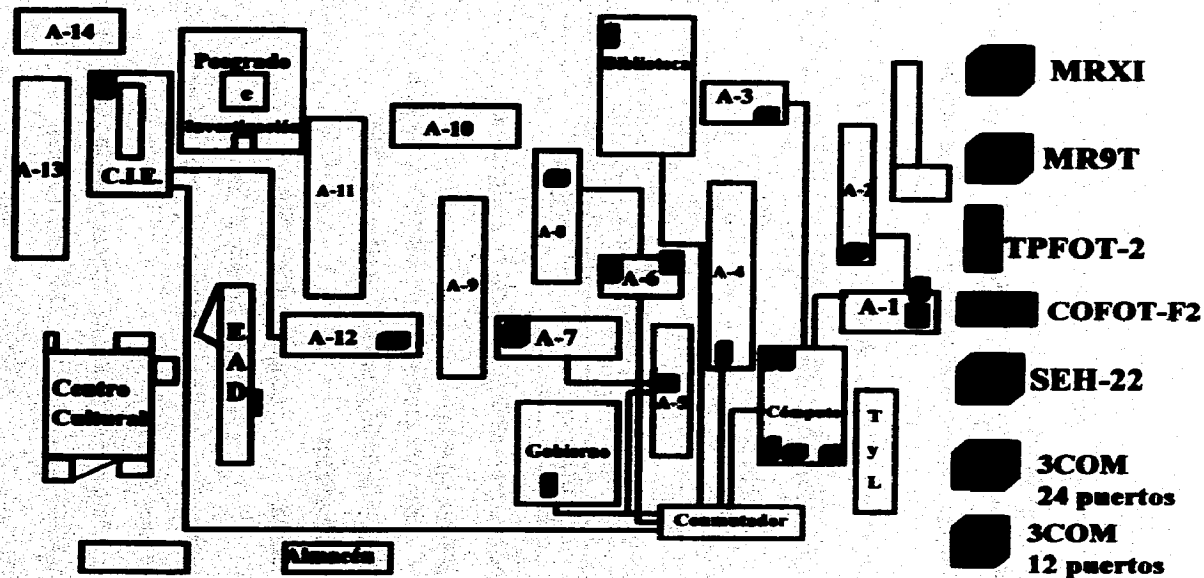 A-14
Posgrado
e
Investigación
Biblioteca
A-3
MRXI
A-10
C.I.E.
A-13
A-11
A-2
MR9T
A-8
A-6
A-4
A-9
TPFOT-2
A-1
COFOT-F2
A-12
A-7
E
A
D
Centro
Cultural
A-5
Cómputo
T
y
L
SEH-22
Gobierno
3COM
24 puertos
Conmutador
Almacén
3COM
12 puertos